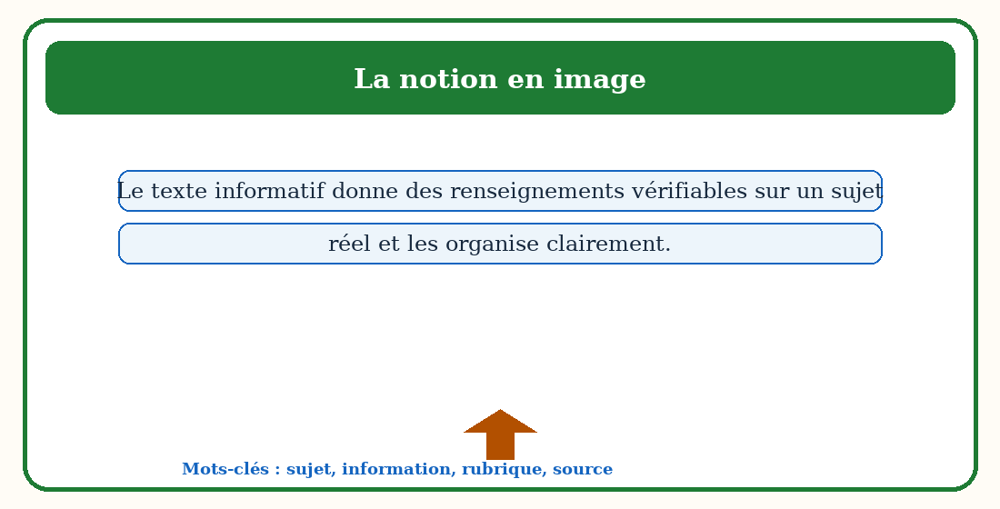 La notion en image
Le texte informatif donne des renseignements vérifiables sur un sujet
réel et les organise clairement.
Mots-clés : sujet, information, rubrique, source